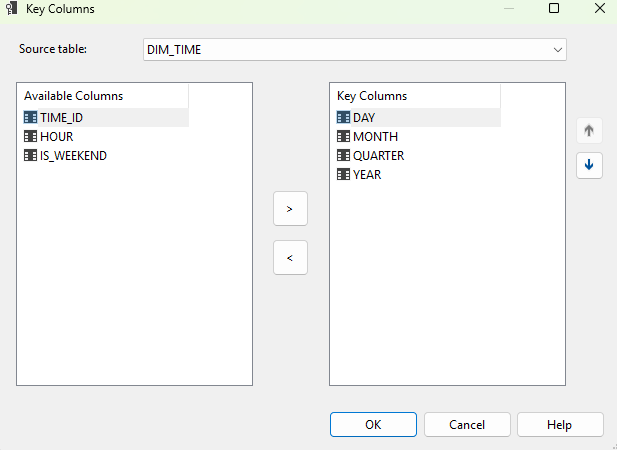 Key Columns
Source table:
DIM_TIME
Available Columns
TIME_ID
HOUR
IS_WEEKEND
>
<
Key Columns
DAY
MONTH
QUARTER
YEAR
OK
Cancel
Help